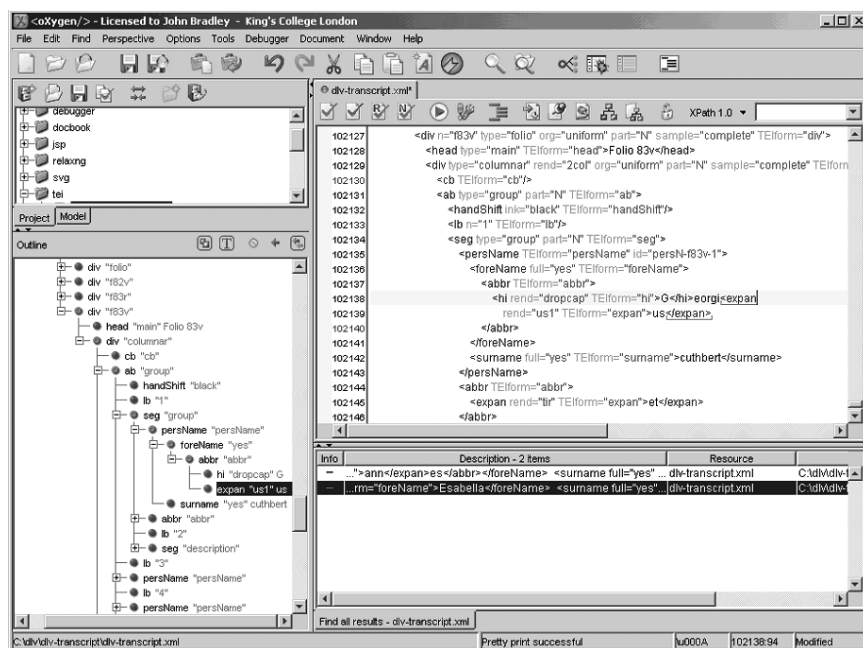 <oXygen/> - Licensed to John Bradley - King's College London
File Edit Find Perspective Options Tools Debugger Document Window Help
debugger
docbook
jsp
relaxng
svg
tei
Project Model
Outline
div "folio"
div "f82v"
div "f83r"
div "f83v"
head "main" Folio 83v
div "columnar"
cb "cb"
ab "group"
handShift "black"
lb "1"
seg "group"
persName "persName"
foreName "yes"
abbr "abbr"
hi "dropcap" G
expan "us1" us
surname "yes" cuthbert
abbr "abbr"
lb "2"
seg "description"
lb "3"
persName "persName"
lb "4"
persName "persName"
dlv-transcript.xml*
XPath 1.0
102127 <div n="f83v" type="folio" org="uniform" part="N" sample="complete" TEIform="div">
102128 <head type="main" TEIform="head">Folio 83v</head>
102129 <div type="columnar" rend="2col" org="uniform" part="N" sample="complete" TEIform
102130 <cb TEIform="cb"/>
102131 <ab type="group" part="N" TEIform="ab">
102132 <handShift ink="black" TEIform="handShift"/>
102133 <lb n="1" TEIform="lb"/>
102134 <seg type="group" part="N" TEIform="seg">
102135 <persName TEIform="persName" id="persN-f83v-1">
102136 <foreName full="yes" TEIform="foreName">
102137 <abbr TEIform="abbr">
102138 <hi rend="dropcap" TEIform="hi">G</hi>eorgi<expan
102139 rend="us1" TEIform="expan">us</expan>
102140 </abbr>
102141 </foreName>
102142 <surname full="yes" TEIform="surname">cuthbert</surname>
102143 </persName>
102144 <abbr TEIform="abbr">
102145 <expan rend="tir" TEIform="expan">et</expan>
102146 </abbr>
Info Description - 2 items Resource
...">ann</expan>es</abbr></foreName> <surname full="yes" ... dlv-transcript.xml C:\dlv\dlv-t
...rm="foreName">Esabella</foreName> <surname full="yes"... dlv-transcript.xml C:\dlv\dlv-t
Find all results - dlv-transcript.xml
C:\dlv\dlv-transcript\dlv-transcript.xml Pretty print successful \u000A 102138:94 Modified